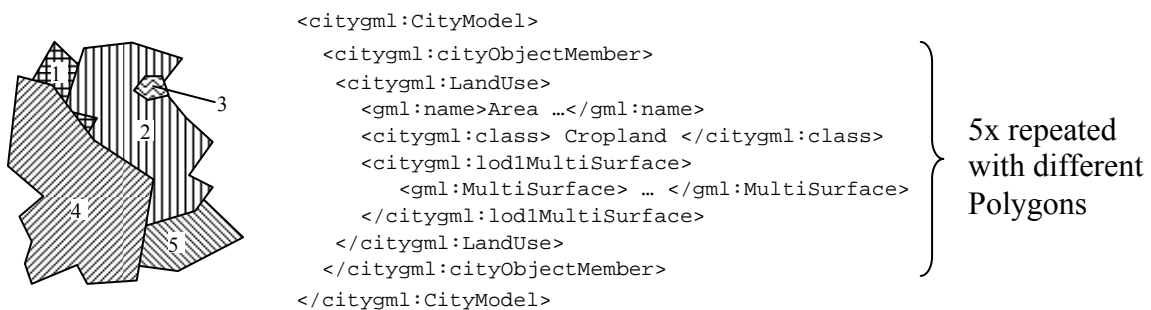 1
2
3
4
5
<citygml:CityModel>
<citygml:cityObjectMember>
<citygml:LandUse>
<gml:name>Area …</gml:name>
<citygml:class> Cropland </citygml:class>
<citygml:lod1MultiSurface>
<gml:MultiSurface> … </gml:MultiSurface>
</citygml:lod1MultiSurface>
</citygml:LandUse>
</citygml:cityObjectMember>
</citygml:CityModel>
5x repeated
with different
Polygons